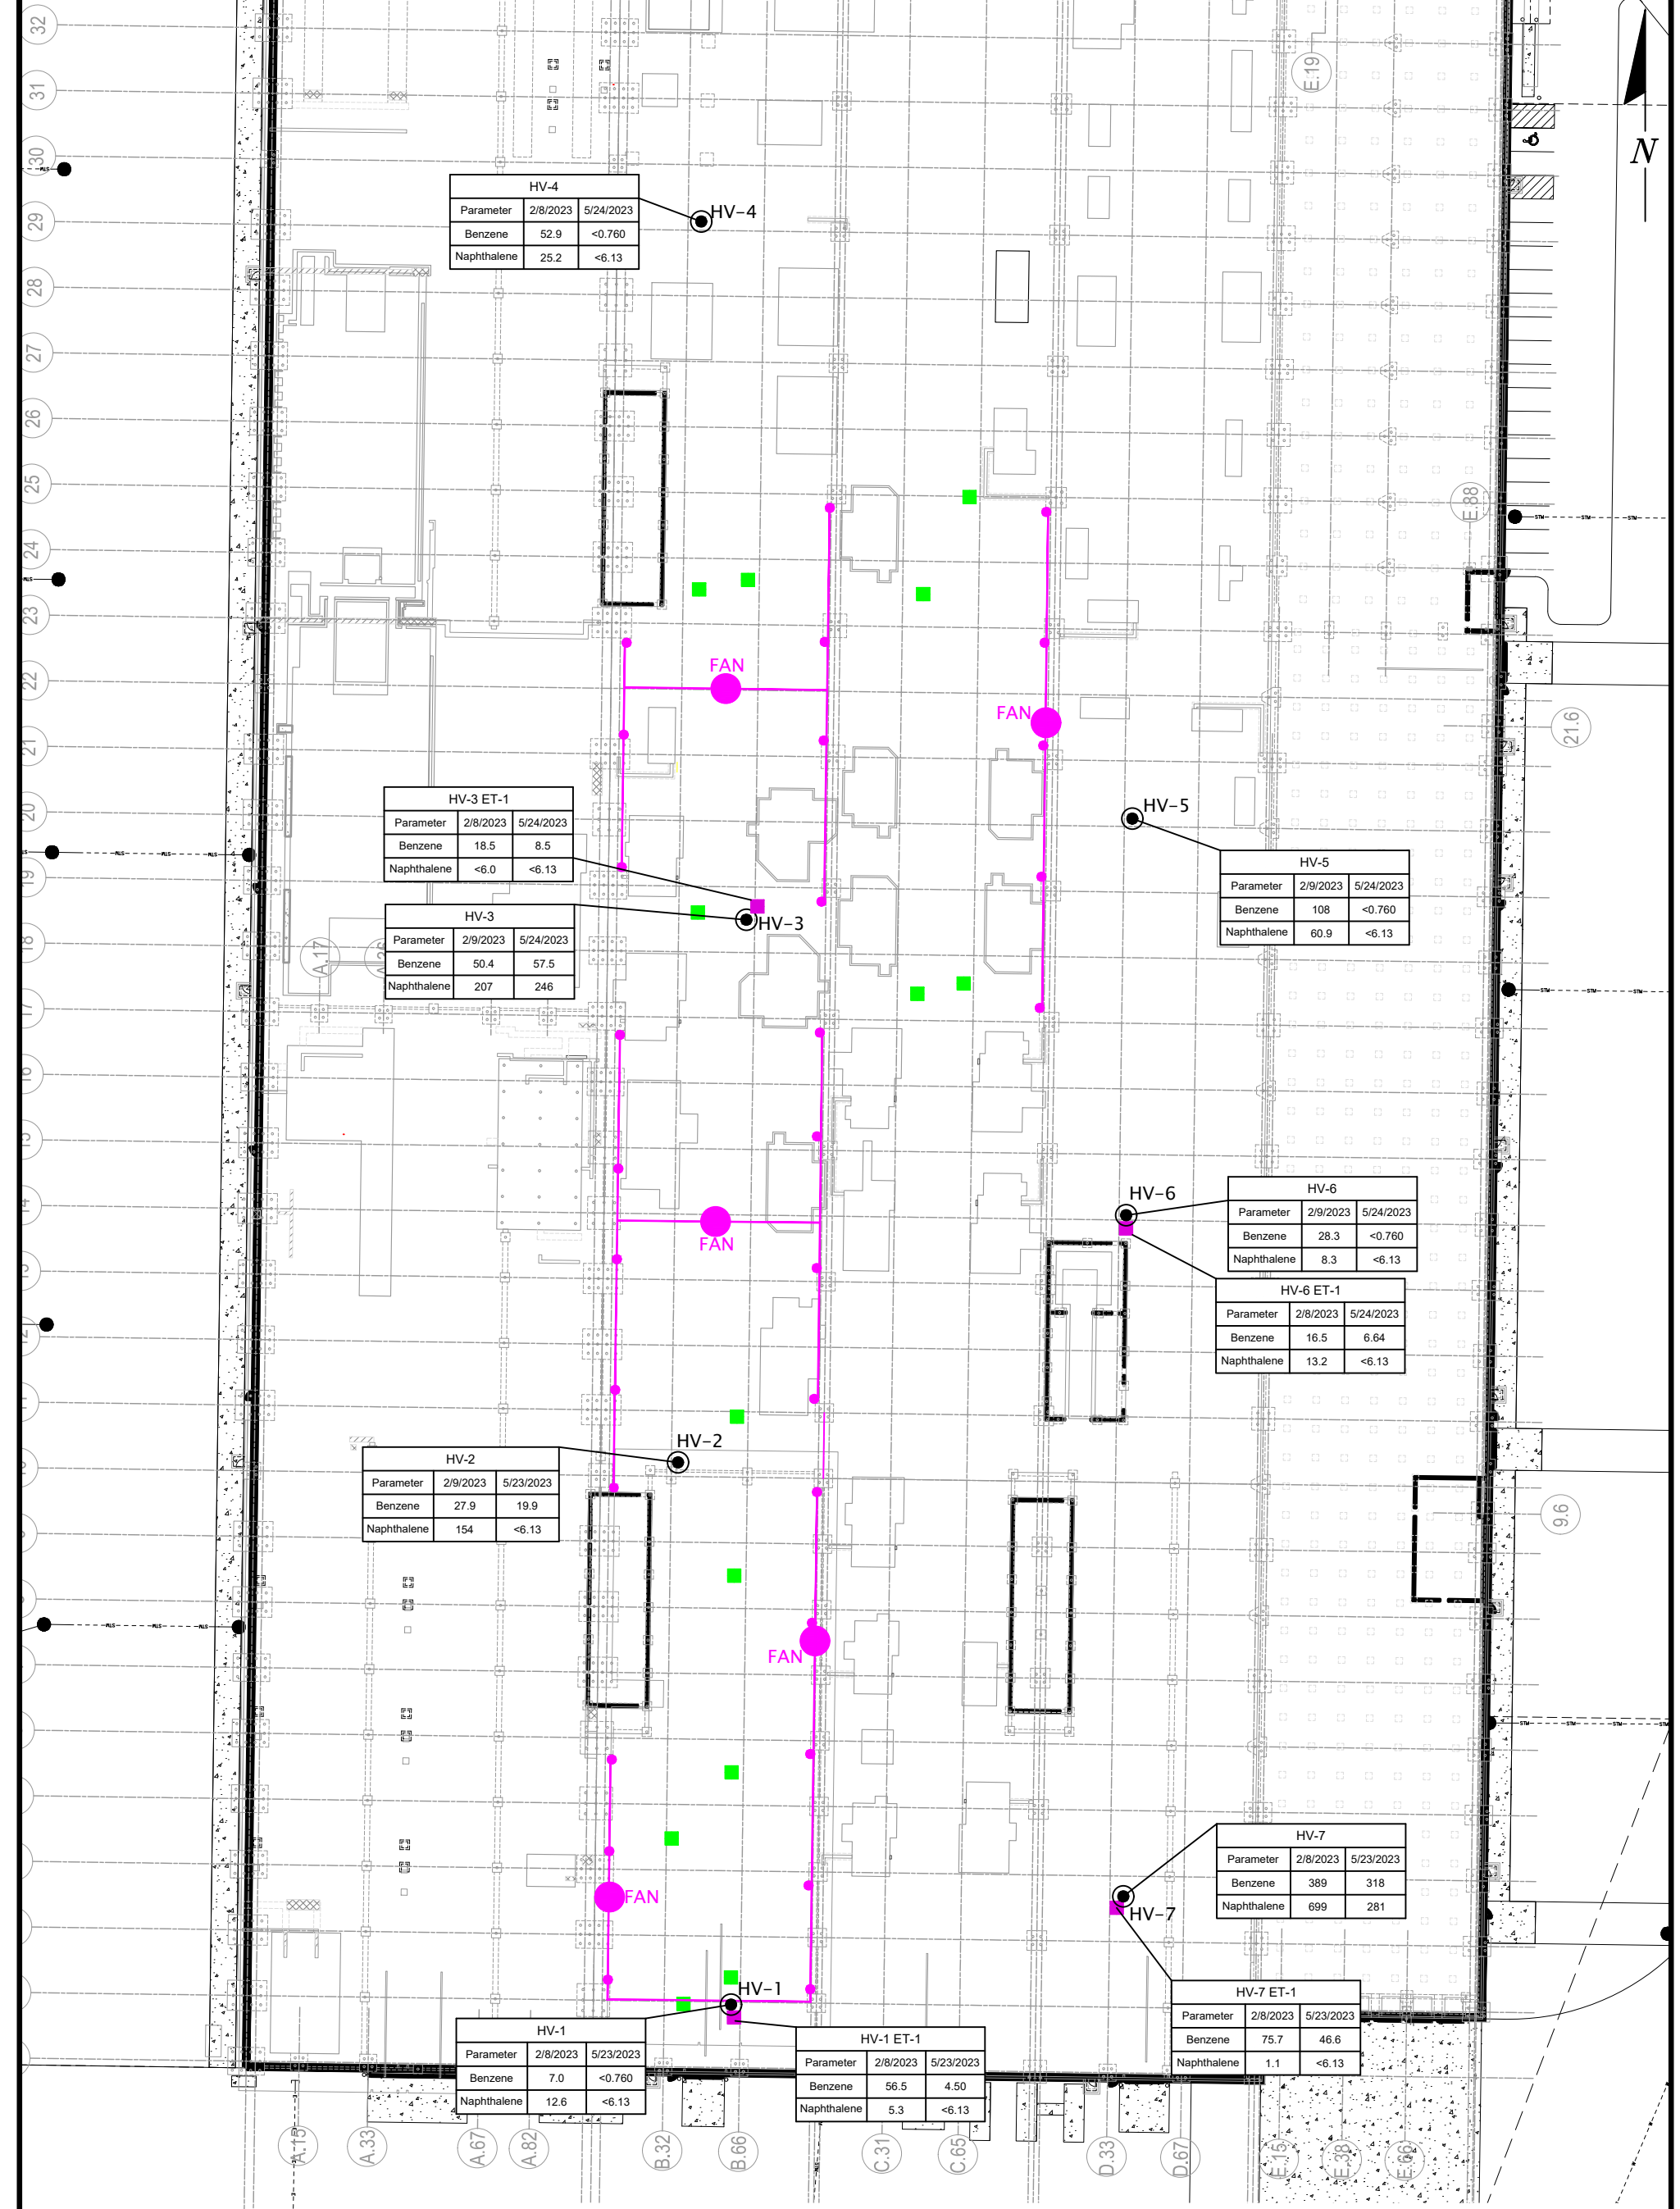 32
31
30
29
28
27
26
25
24
23
22
21
20
19
E.19
N
HV-4
Parameter 2/8/2023 5/24/2023
Benzene 52.9 <0.760
Naphthalene 25.2 <6.13
HV-4
E.88
FAN
FAN
21.6
HV-3 ET-1
Parameter 2/8/2023 5/24/2023
Benzene 18.5 8.5
Naphthalene <6.0 <6.13
HV-5
HV-5
Parameter 2/9/2023 5/24/2023
Benzene 108 <0.760
Naphthalene 60.9 <6.13
HV-3
Parameter 2/9/2023 5/24/2023
Benzene 50.4 57.5
Naphthalene 207 246
HV-3
A.17
STM STM STM
HV-6
HV-6
Parameter 2/9/2023 5/24/2023
Benzene 28.3 <0.760
Naphthalene 8.3 <6.13
FAN
HV-6 ET-1
Parameter 2/8/2023 5/24/2023
Benzene 16.5 6.64
Naphthalene 13.2 <6.13
HV-2
HV-2
Parameter 2/9/2023 5/23/2023
Benzene 27.9 19.9
Naphthalene 154 <6.13
9.6
FAN
HV-7
Parameter 2/8/2023 5/23/2023
Benzene 389 318
Naphthalene 699 281
FAN
HV-7
HV-7 ET-1
Parameter 2/8/2023 5/23/2023
Benzene 75.7 46.6
Naphthalene 1.1 <6.13
HV-1
HV-1
Parameter 2/8/2023 5/23/2023
Benzene 7.0 <0.760
Naphthalene 12.6 <6.13
HV-1 ET-1
Parameter 2/8/2023 5/23/2023
Benzene 56.5 4.50
Naphthalene 5.3 <6.13
A.15
A.33
A.67
A.82
B.32
B.66
C.31
C.65
D.33
D.67
E.15
E.38
E.66